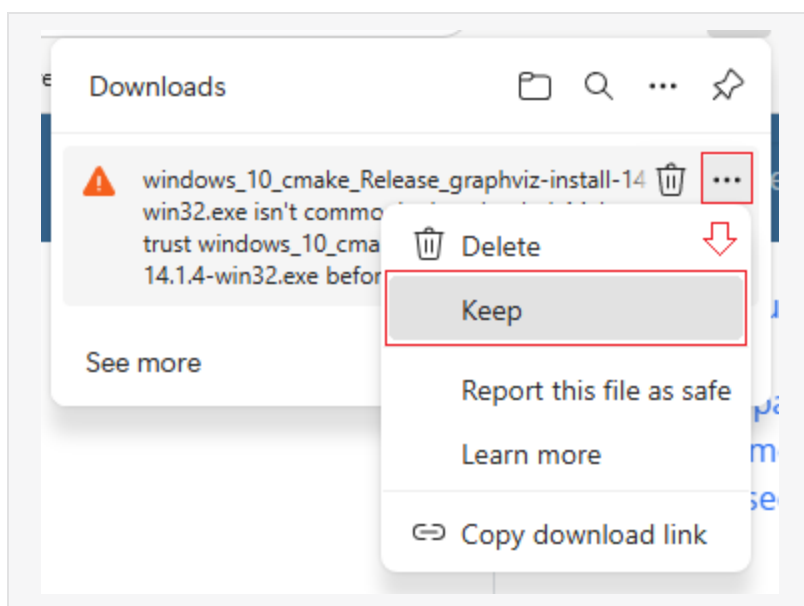 Downloads
windows_10_cmake_Release_graphviz-install-14
win32.exe isn't commo
trust windows_10_cma
14.1.4-win32.exe befor
Delete
Keep
See more
Report this file as safe
Learn more
Copy download link